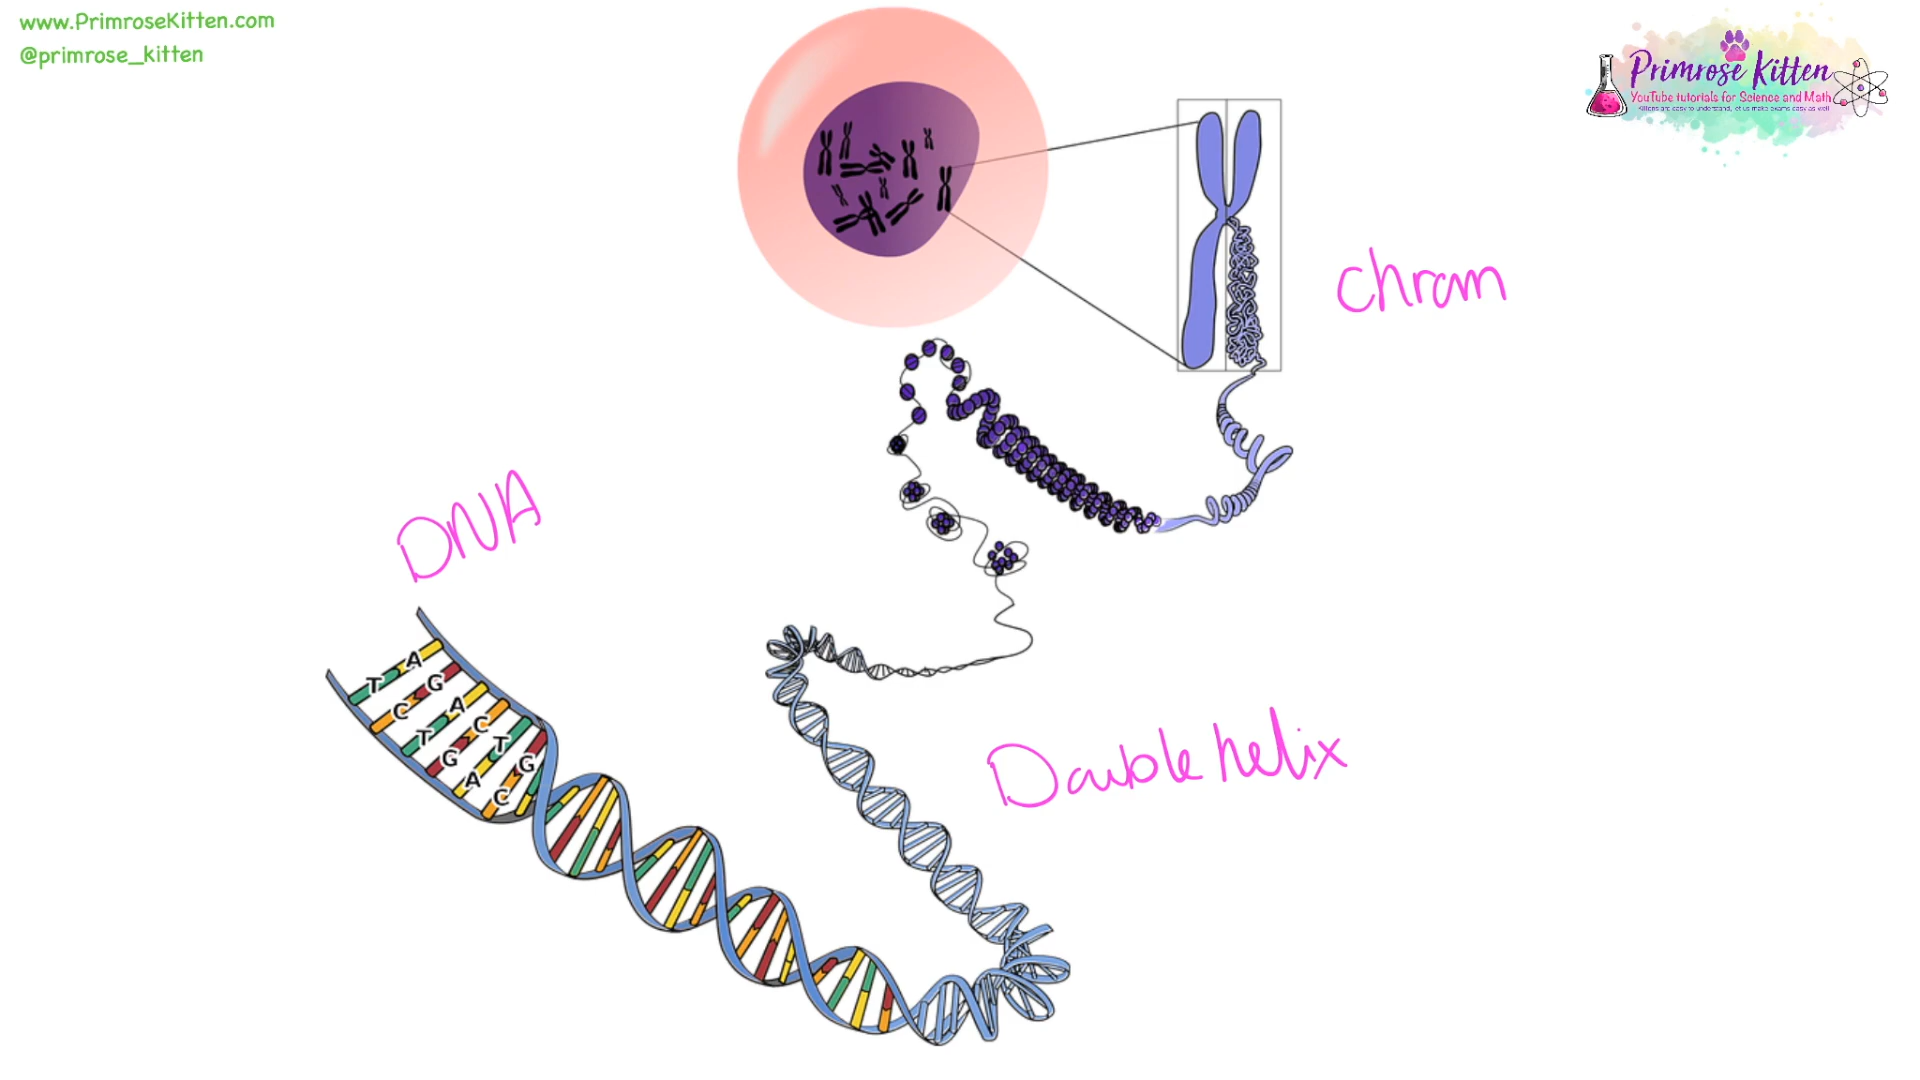 www.PrimroseKitten.com
@primrose_kitten
Primrose Kitten
YouTube tutorials for Science and Math
chrom
DNA
Double helix
A
T
G
C
A
C
T
T
G
G
A
C